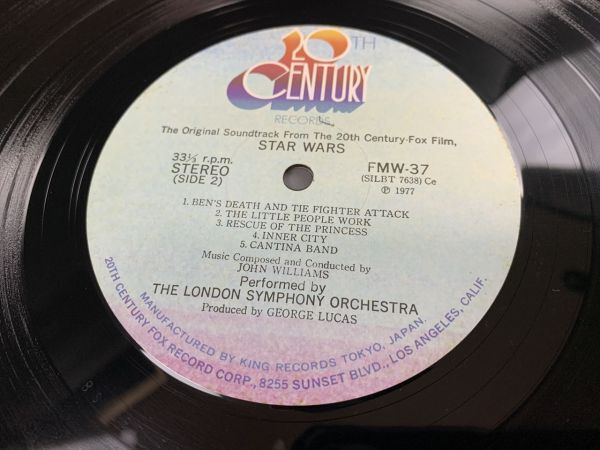 20TH
CENTURY
RECORDS
The Original Soundtrack From The 20th Century-Fox Film,
STAR WARS
33⅓ r.p.m.
STEREO
(SIDE 2)
FMW-37
(SILBT 7638) Ce
℗ 1977
1. BEN'S DEATH AND TIE FIGHTER ATTACK
2. THE LITTLE PEOPLE WORK
3. RESCUE OF THE PRINCESS
4. INNER CITY
5. CANTINA BAND
Music Composed and Conducted by
JOHN WILLIAMS
Performed by
THE LONDON SYMPHONY ORCHESTRA
Produced by GEORGE LUCAS
MANUFACTURED BY KING RECORDS TOKYO, JAPAN.
20TH CENTURY FOX RECORD CORP., 8255 SUNSET BLVD., LOS ANGELES, CALIF.